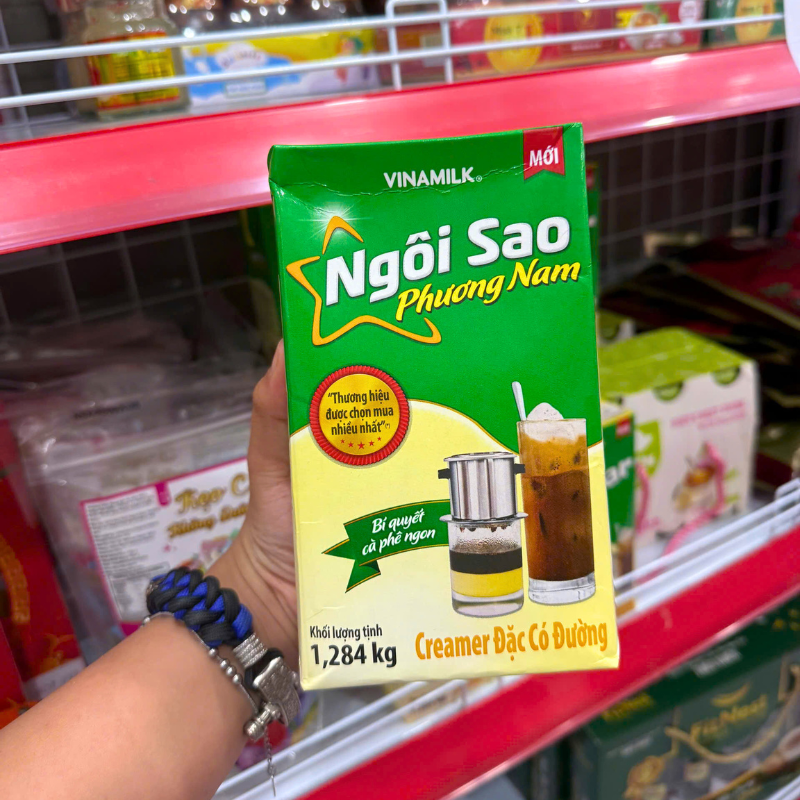 VINAMILK®
MỚI
Ngôi Sao
Phương Nam
"Thương hiệu
được chọn mua
nhiều nhất"(*)
Bí quyết
cà phê ngon
Khối lượng tịnh
1,284 kg
Creamer Đặc Có Đường
Kẹo C